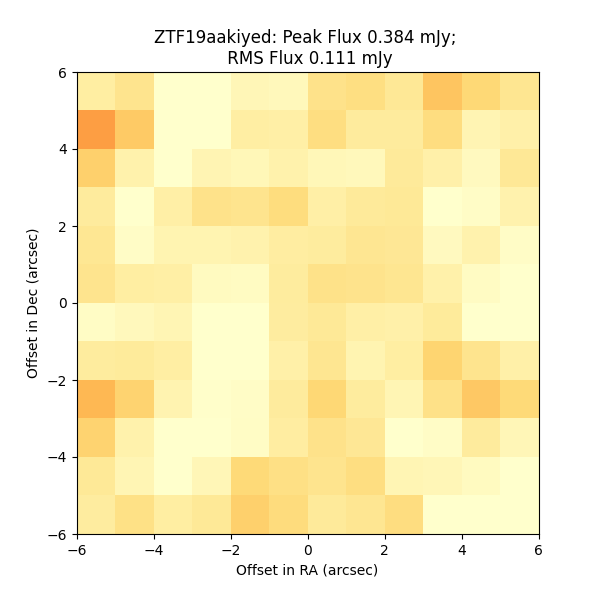 ZTF19aakiyed: Peak Flux 0.384 mJy;
RMS Flux 0.111 mJy
6
4
2
0
−2
−4
−6
Offset in Dec (arcsec)
−6 −4 −2 0 2 4 6
Offset in RA (arcsec)